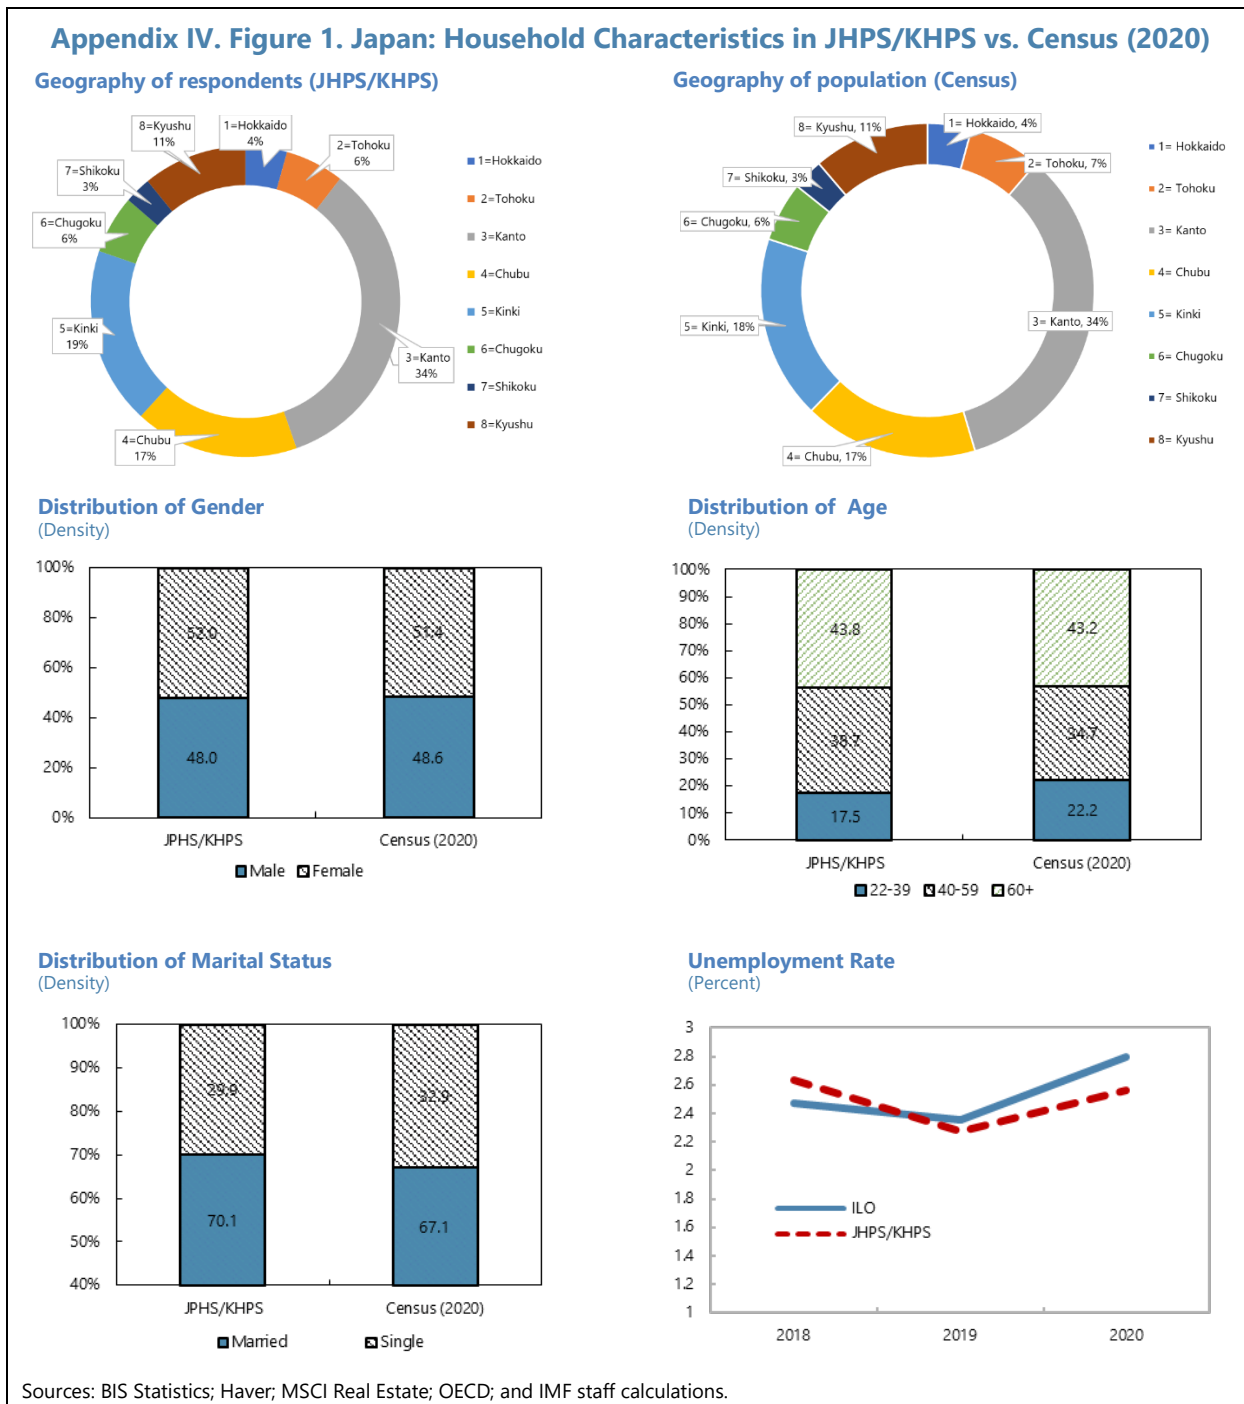 Appendix IV. Figure 1. Japan: Household Characteristics in JHPS/KHPS vs. Census (2020)
Geography of respondents (JHPS/KHPS)
8=Kyushu
11%
1=Hokkaido
4%
2=Tohoku
6%
7=Shikoku
3%
6=Chugoku
6%
5=Kinki
19%
3=Kanto
34%
4=Chubu
17%
1=Hokkaido
2=Tohoku
3=Kanto
4=Chubu
5=Kinki
6=Chugoku
7=Shikoku
8=Kyushu
Geography of population (Census)
8= Kyushu, 11%
1= Hokkaido, 4%
2= Tohoku, 7%
7= Shikoku, 3%
6= Chugoku, 6%
5= Kinki, 18%
3= Kanto, 34%
4= Chubu, 17%
1= Hokkaido
2= Tohoku
3= Kanto
4= Chubu
5= Kinki
6= Chugoku
7= Shikoku
8= Kyushu
Distribution of Gender
(Density)
100%
80%
60%
40%
20%
0%
52.0
51.4
48.0
48.6
JPHS/KHPS
Census (2020)
Male
Female
Distribution of  Age
(Density)
100%
90%
80%
70%
60%
50%
40%
30%
20%
10%
0%
43.8
43.2
38.7
34.7
17.5
22.2
JPHS/KHPS
Census (2020)
22-39
40-59
60+
Distribution of Marital Status
(Density)
100%
90%
80%
70%
60%
50%
40%
29.9
32.9
70.1
67.1
JPHS/KHPS
Census (2020)
Married
Single
Unemployment Rate
(Percent)
3
2.8
2.6
2.4
2.2
2
1.8
1.6
1.4
1.2
1
ILO
JHPS/KHPS
2018
2019
2020
Sources: BIS Statistics; Haver; MSCI Real Estate; OECD; and IMF staff calculations.